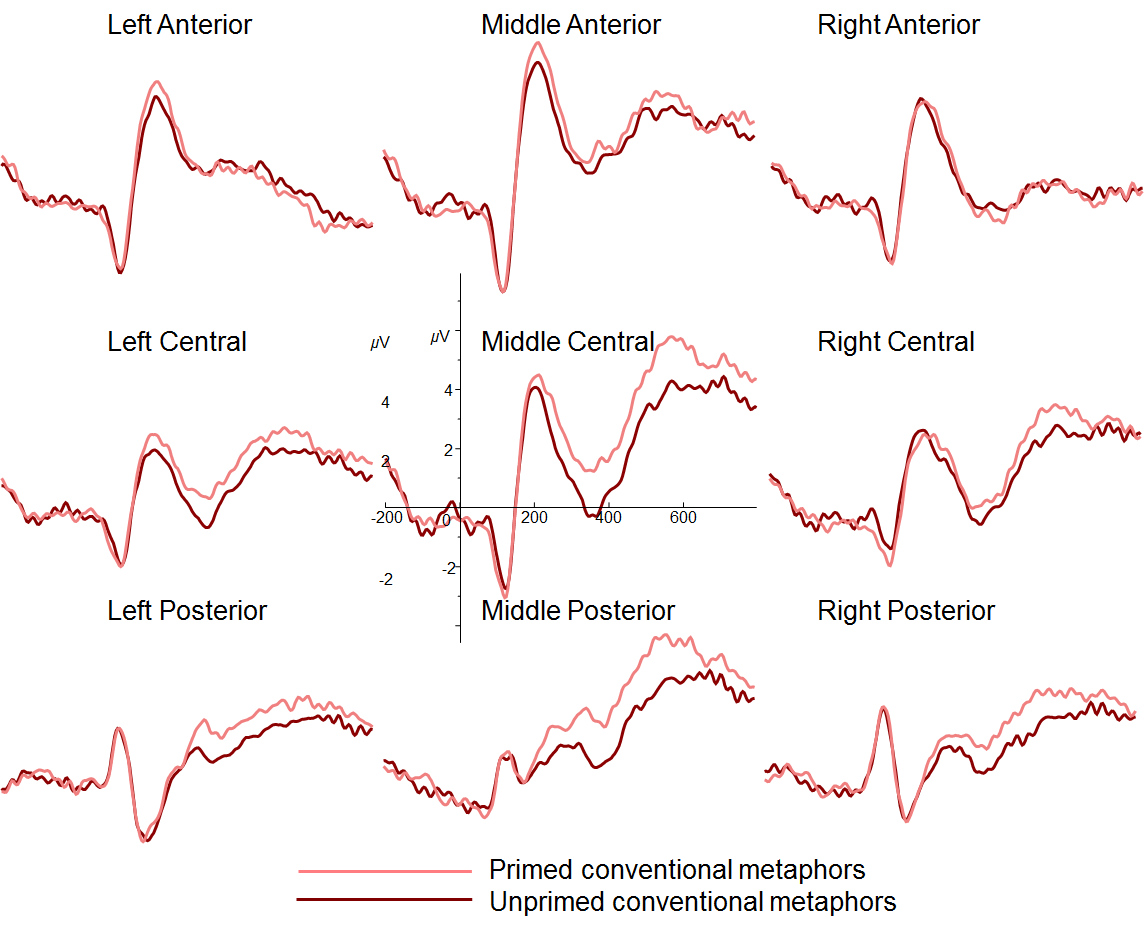 Left Anterior
Middle Anterior
Right Anterior
Left Central
µV
µV
Middle Central
Right Central
4
4
2
2
-200
0
200
400
600
-2
-2
Left Posterior
Middle Posterior
Right Posterior
Primed conventional metaphors
Unprimed conventional metaphors